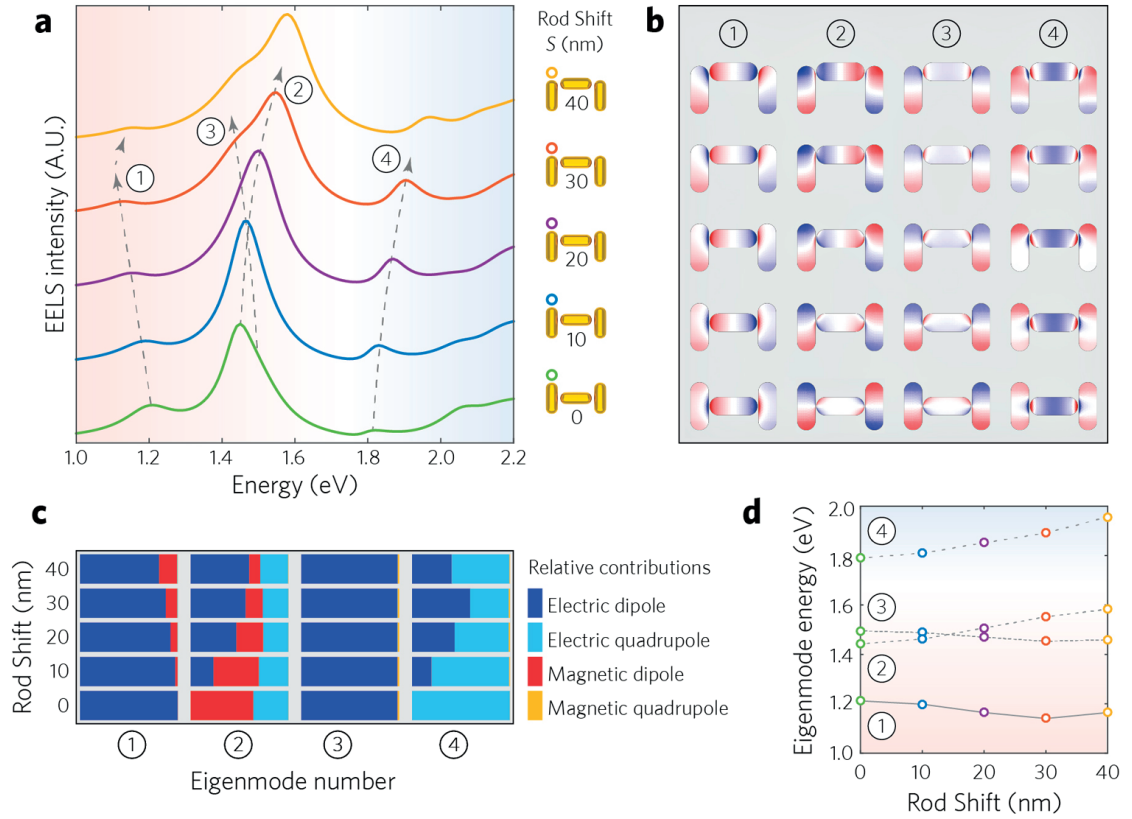 a
EELS intensity (A.U.)
1
2
3
4
1.0 1.2 1.4 1.6 1.8 2.0 2.2
Energy (eV)
Rod Shift
S (nm)
40
30
20
10
0
b
1 2 3 4
c
Rod Shift (nm)
40
30
20
10
0
1 2 3 4
Eigenmode number
Relative contributions
Electric dipole
Electric quadrupole
Magnetic dipole
Magnetic quadrupole
d
Eigenmode energy (eV)
2.0
1.8
1.6
1.4
1.2
1.0
4
3
2
1
0 10 20 30 40
Rod Shift (nm)